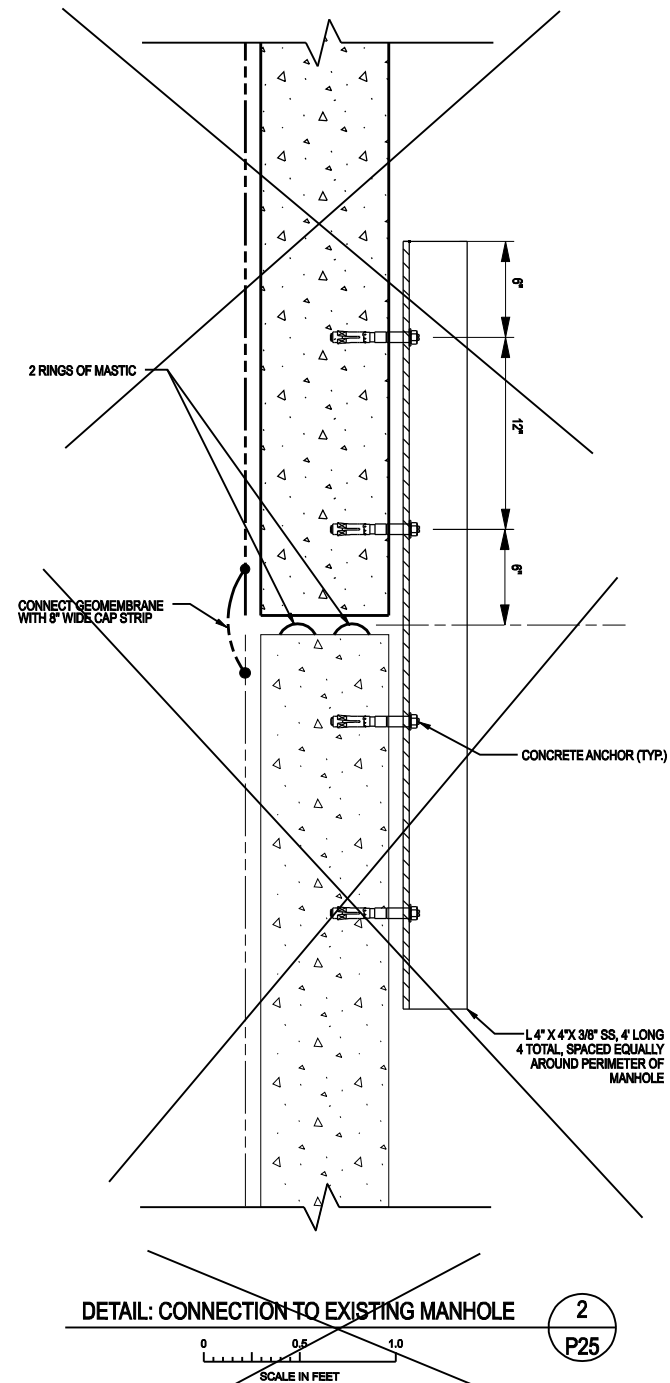 6"
2 RINGS OF MASTIC
12"
6"
CONNECT GEOMEMBRANE
WITH 8" WIDE CAP STRIP
CONCRETE ANCHOR (TYP.)
L 4" X 4"X 3/8" SS, 4' LONG
4 TOTAL, SPACED EQUALLY
AROUND PERIMETER OF
MANHOLE
DETAIL: CONNECTION TO EXISTING MANHOLE
2
P25
0 0.5 1.0
SCALE IN FEET